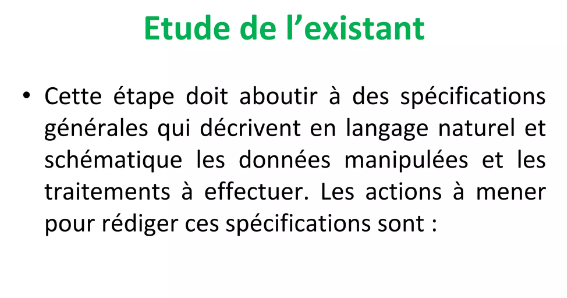 Etude de l’existant
• Cette étape doit aboutir à des spécifications
générales qui décrivent en langage naturel et
schématique les données manipulées et les
traitements à effectuer. Les actions à mener
pour rédiger ces spécifications sont :